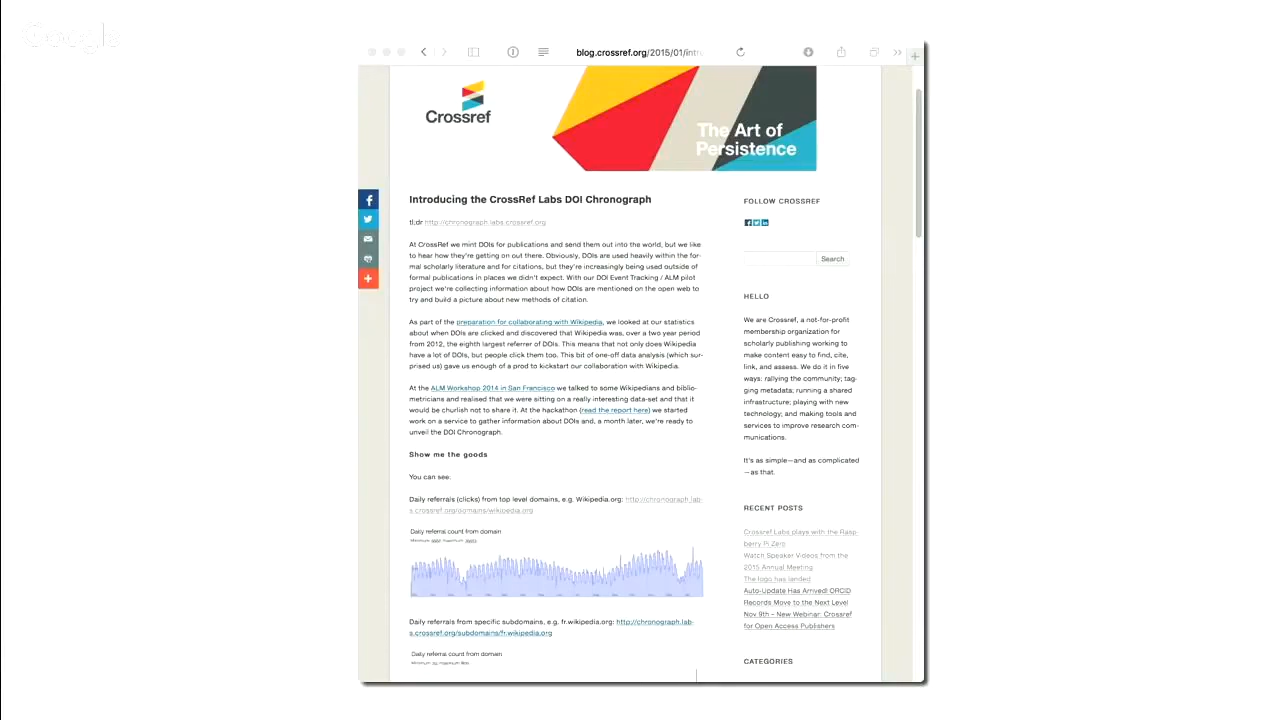 Google
blog.crossref.org/2015/01/intr
Crossref
The Art of
Persistence
Introducing the CrossRef Labs DOI Chronograph
tl;dr http://chronograph.labs.crossref.org
At CrossRef we mint DOIs for publications and send them out into the world, but we like
to hear how they're getting on out there. Obviously, DOIs are used heavily within the for-
mal scholarly literature and for citations, but they're increasingly being used outside of
formal publications in places we didn't expect. With our DOI Event Tracking / ALM pilot
project we're collecting information about how DOIs are mentioned on the open web to
try and build a picture about new methods of citation.
As part of the preparation for collaborating with Wikipedia, we looked at our statistics
about when DOIs are clicked and discovered that Wikipedia was, over a two year period
from 2012, the eighth largest referrer of DOIs. This means that not only does Wikipedia
have a lot of DOIs, but people click them too. This bit of one-off data analysis (which sur-
prised us) gave us enough of a prod to kickstart our collaboration with Wikipedia.
At the ALM Workshop 2014 in San Francisco we talked to some Wikipedians and biblio-
metricians and realised that we were sitting on a really interesting data-set and that it
would be churlish not to share it. At the hackathon (read the report here) we started
work on a service to gather information about DOIs and, a month later, we're ready to
unveil the DOI Chronograph.
Show me the goods
You can see:
Daily referrals (clicks) from top level domains, e.g. Wikipedia.org: http://chronograph.lab-
s.crossref.org/domains/wikipedia.org
Daily referral count from domain
Daily referrals from specific subdomains, e.g. fr.wikipedia.org: http://chronograph.lab-
s.crossref.org/subdomains/fr.wikipedia.org
Daily referral count from domain
FOLLOW CROSSREF
Search
HELLO
We are Crossref, a not-for-profit
membership organization for
scholarly publishing working to
make content easy to find, cite,
link, and assess. We do it in five
ways: rallying the community; tag-
ging metadata; running a shared
infrastructure; playing with new
technology; and making tools and
services to improve research com-
munications.
It's as simple—and as complicated
—as that.
RECENT POSTS
Crossref Labs plays with the Rasp-
berry Pi Zero
Watch Speaker Videos from the
2015 Annual Meeting
The logo has landed
Auto-Update Has Arrived! ORCID
Records Move to the Next Level
Nov 9th – New Webinar: Crossref
for Open Access Publishers
CATEGORIES